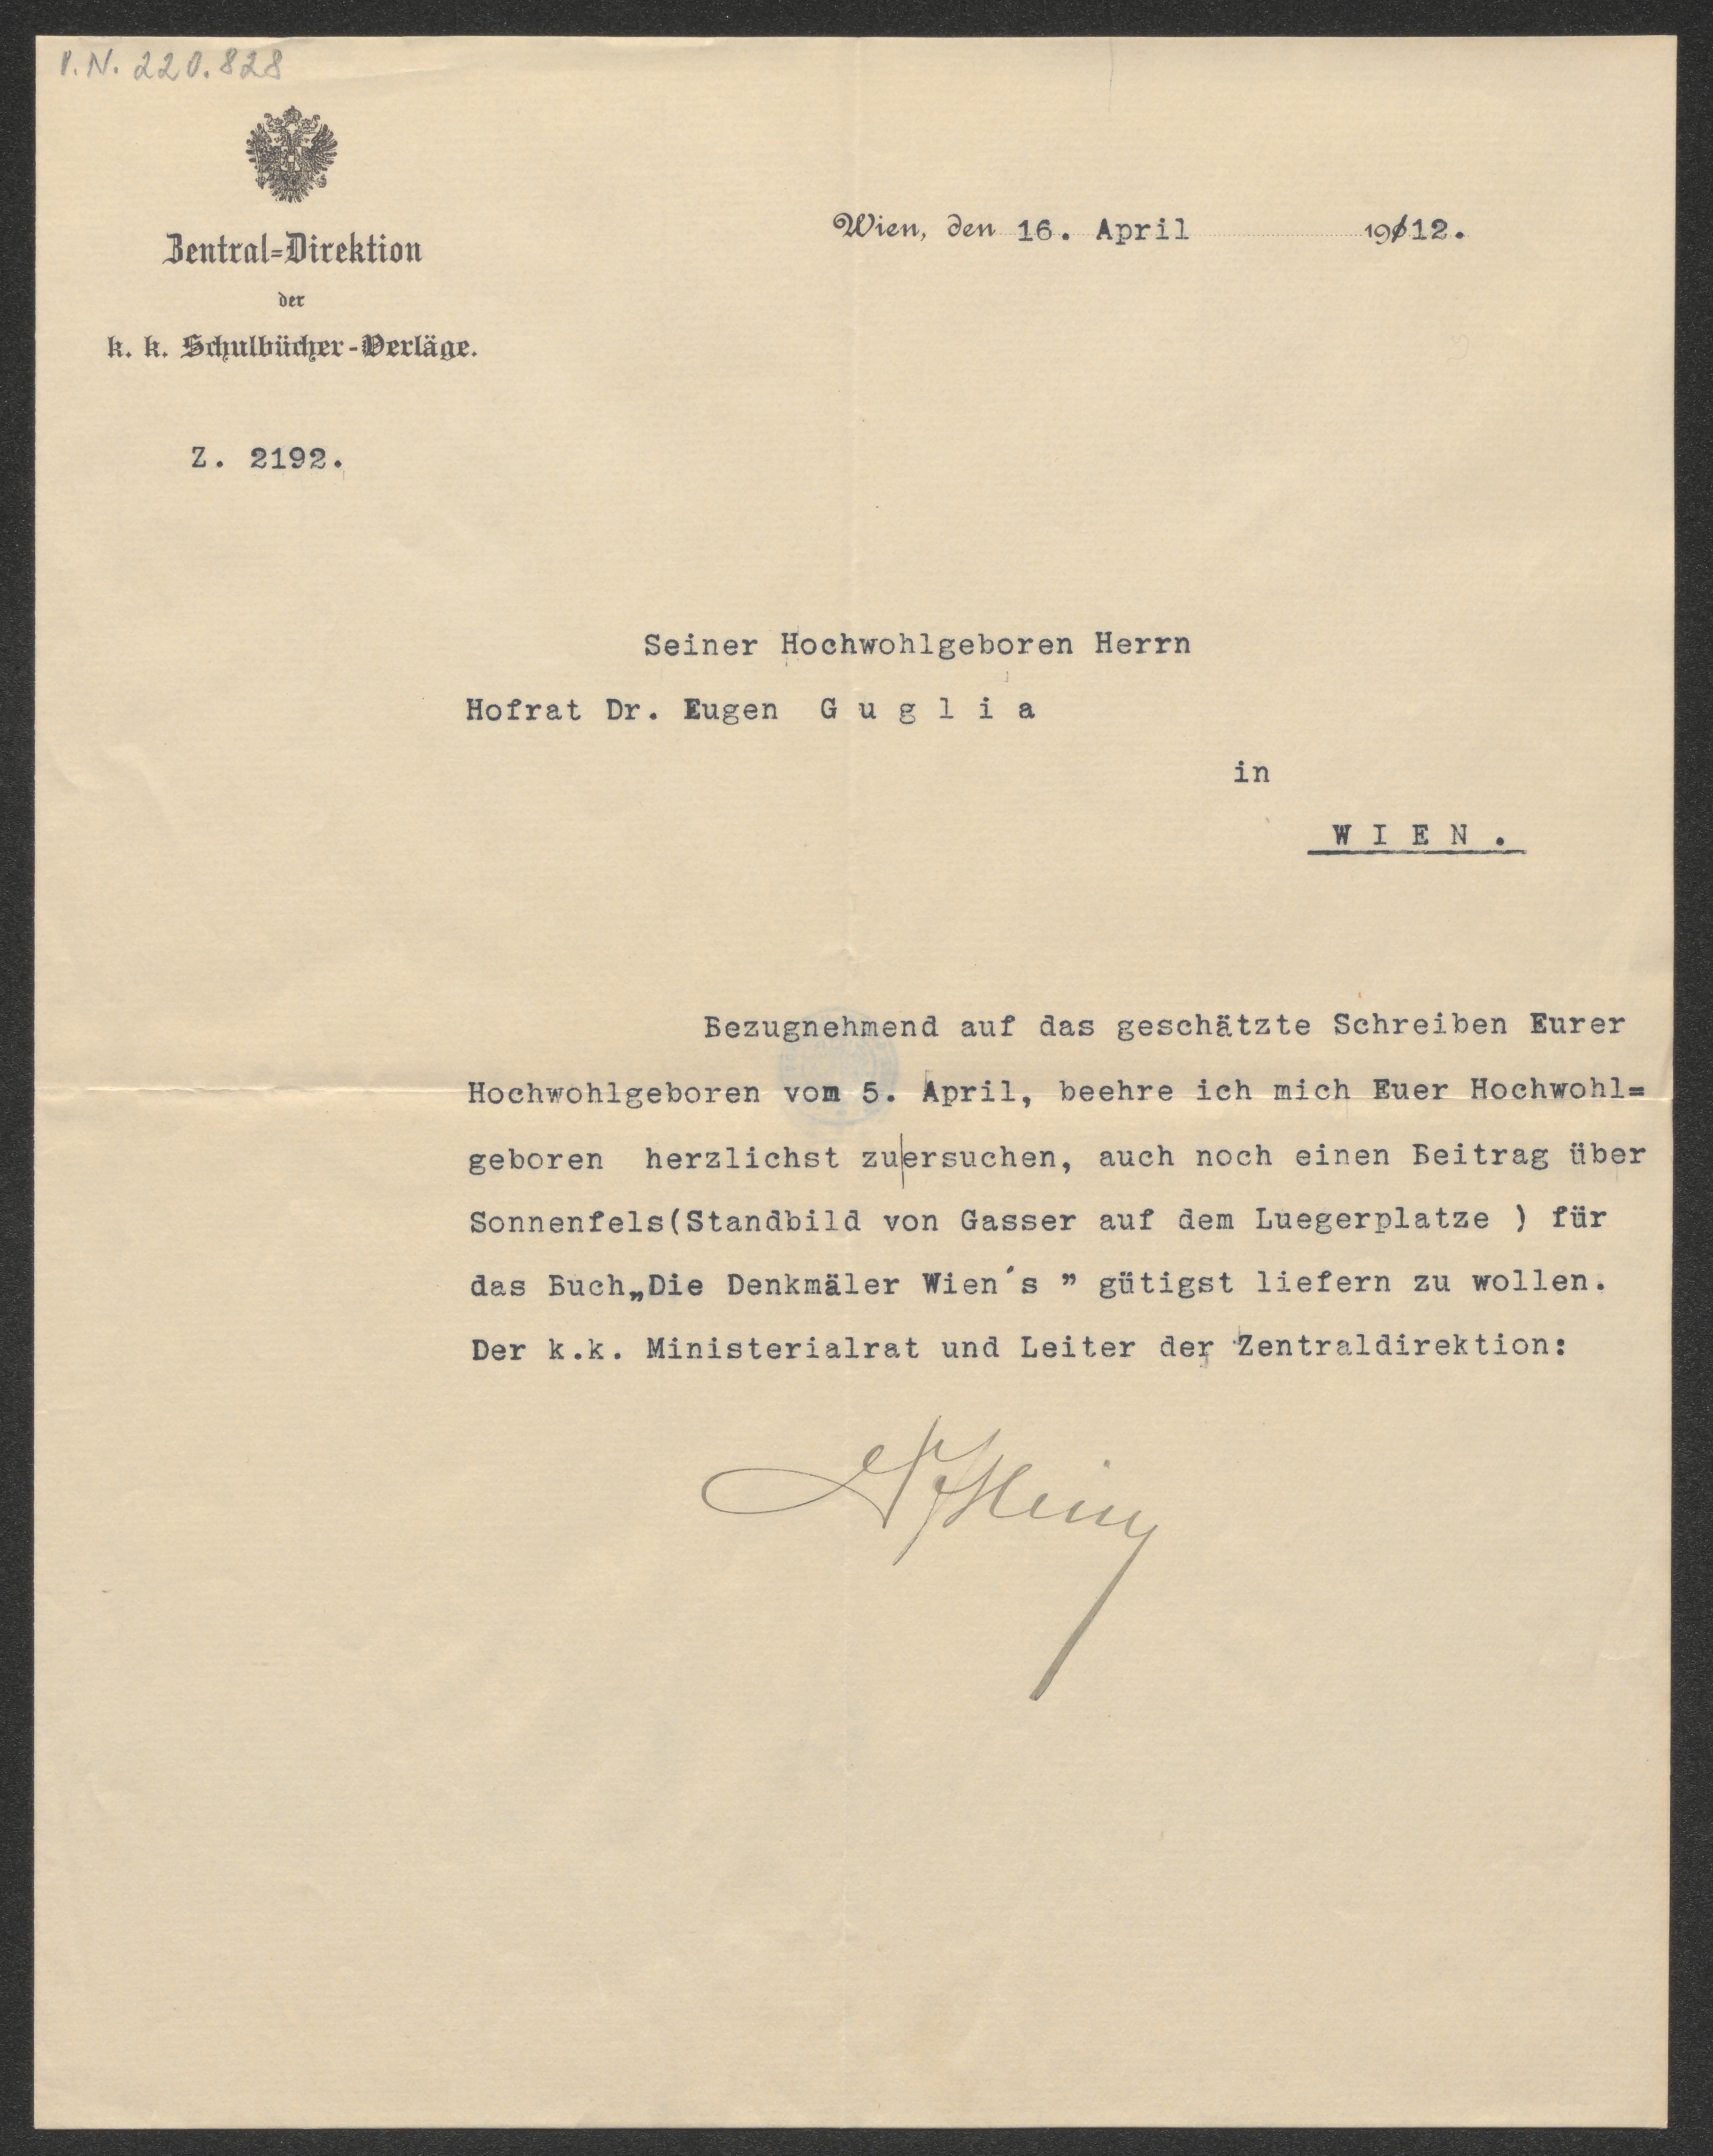 I.N. 220.828
Zentral-Direktion
der
k. k. Schulbücher-Verläge.
Wien, den 16. April 1912.
Z. 2192.
Seiner Hochwohlgeboren Herrn
Hofrat Dr. Eugen G u g l i a
in
W I E N .
Bezugnehmend auf das geschätzte Schreiben Eurer
Hochwohlgeboren vom 5. April, beehre ich mich Euer Hochwohl=
geboren herzlichst zu|ersuchen, auch noch einen Beitrag über
Sonnenfels(Standbild von Gasser auf dem Luegerplatze ) für
das Buch„Die Denkmäler Wien´s ” gütigst liefern zu wollen.
Der k.k. Ministerialrat und Leiter der Zentraldirektion: